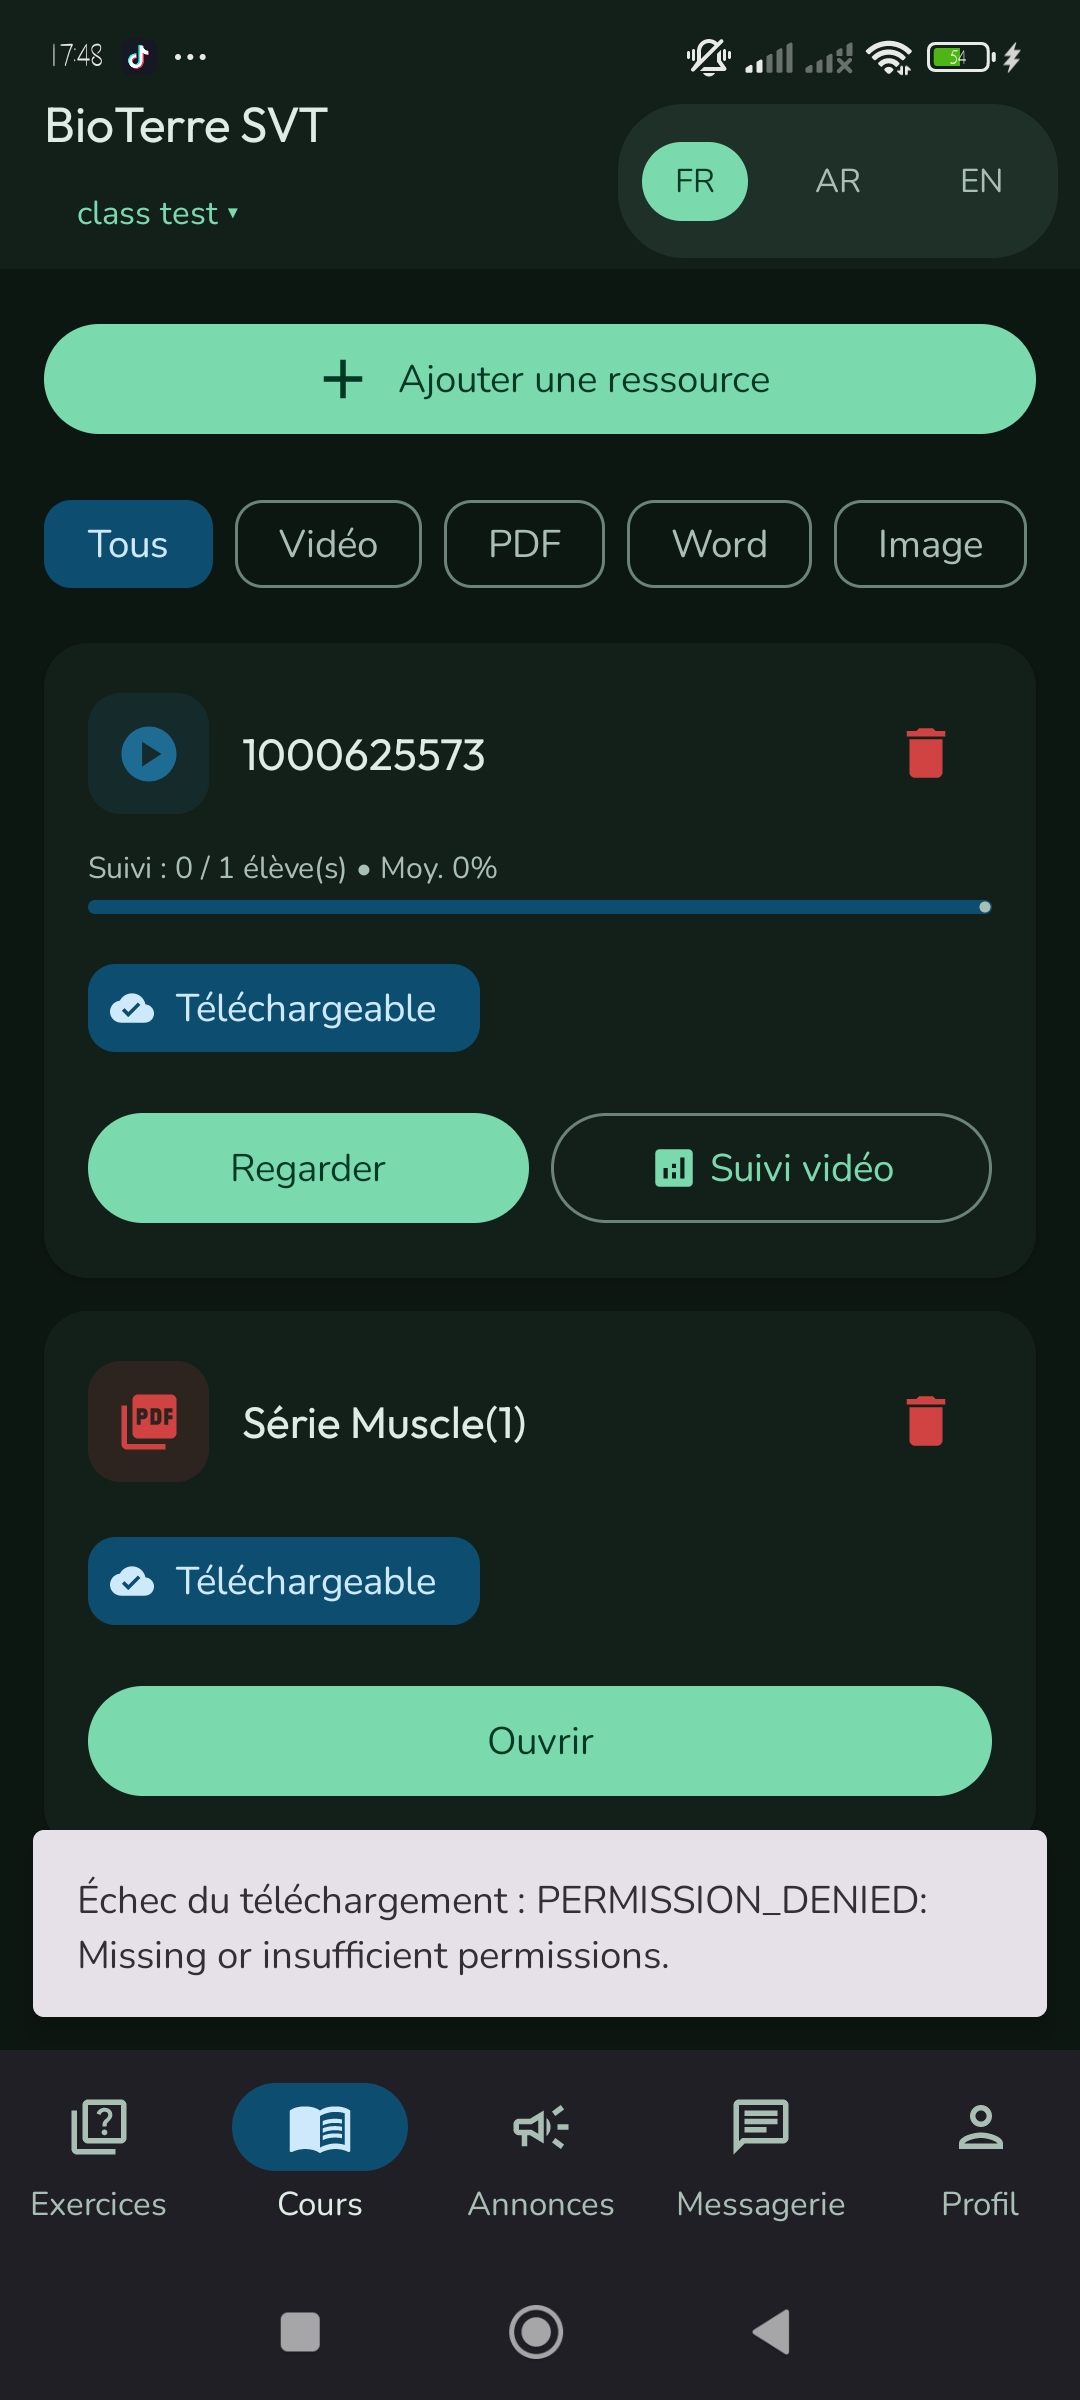 17:48
54
BioTerre SVT
class test ▾
FR AR EN
+ Ajouter une ressource
Tous Vidéo PDF Word Image
1000625573
Suivi : 0 / 1 élève(s) • Moy. 0%
Téléchargeable
Regarder Suivi vidéo
PDF Série Muscle(1)
Téléchargeable
Ouvrir
Échec du téléchargement : PERMISSION_DENIED:
Missing or insufficient permissions.
Exercices Cours Annonces Messagerie Profil